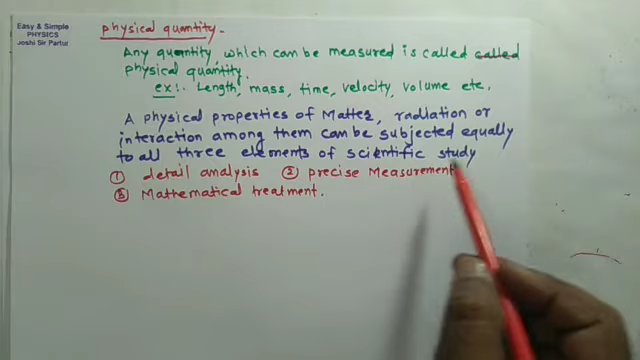 Easy & Simple
PHYSICS
Joshi Sir Partur
physical quantity.
Any quantity, which can be measured is called called
physical quantity.
ex:. Length, mass, time, velocity, volume etc.
A physical properties of Matter, radiation or
interaction among them can be subjected equally
to all three elements of scientific study
① detail analysis ② precise Measurement
③ Mathematical treatment.